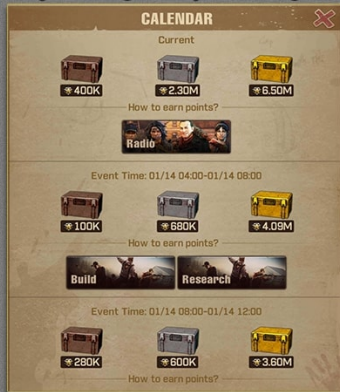 CALENDAR
Current
400K 2.30M 6.50M
How to earn points?
Radio
Event Time: 01/14 04:00-01/14 08:00
100K 680K 4.09M
How to earn points?
Build Research
Event Time: 01/14 08:00-01/14 12:00
280K 600K 3.60M
How to earn points?